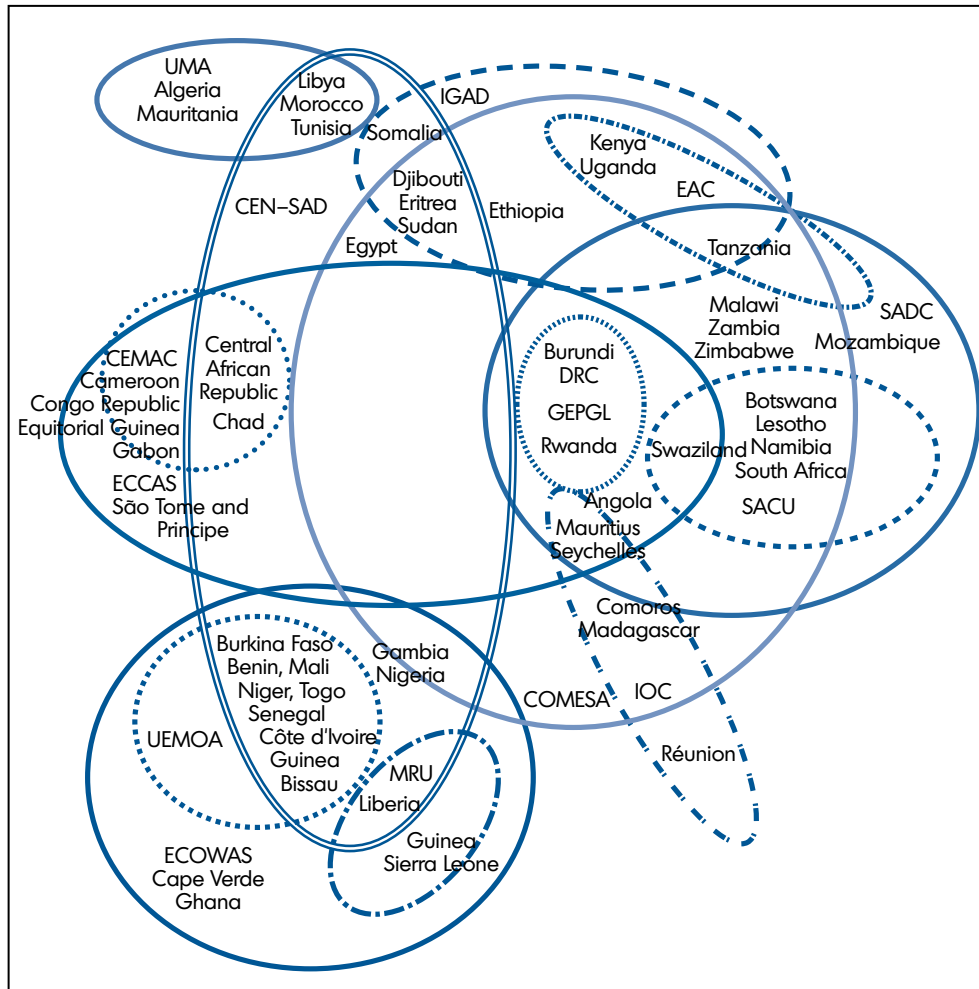 UMA
Algeria
Mauritania
Libya
Morocco
Tunisia
IGAD
Somalia
Kenya
Uganda
EAC
Djibouti
Eritrea
Sudan
CEN–SAD
Ethiopia
Egypt
Tanzania
Malawi
Zambia
Zimbabwe
SADC
Mozambique
CEMAC
Cameroon
Congo Republic
Equitorial Guinea
Gabon
Central
African
Republic
Chad
Burundi
DRC
GEPGL
Rwanda
Swaziland
Botswana
Lesotho
Namibia
South Africa
SACU
ECCAS
São Tome and
Principe
Angola
Mauritius
Seychelles
Comoros
Madagascar
Burkina Faso
Benin, Mali
Niger, Togo
Senegal
Côte d'Ivoire
Guinea
Bissau
Gambia
Nigeria
COMESA
IOC
UEMOA
Réunion
MRU
Liberia
Guinea
Sierra Leone
ECOWAS
Cape Verde
Ghana